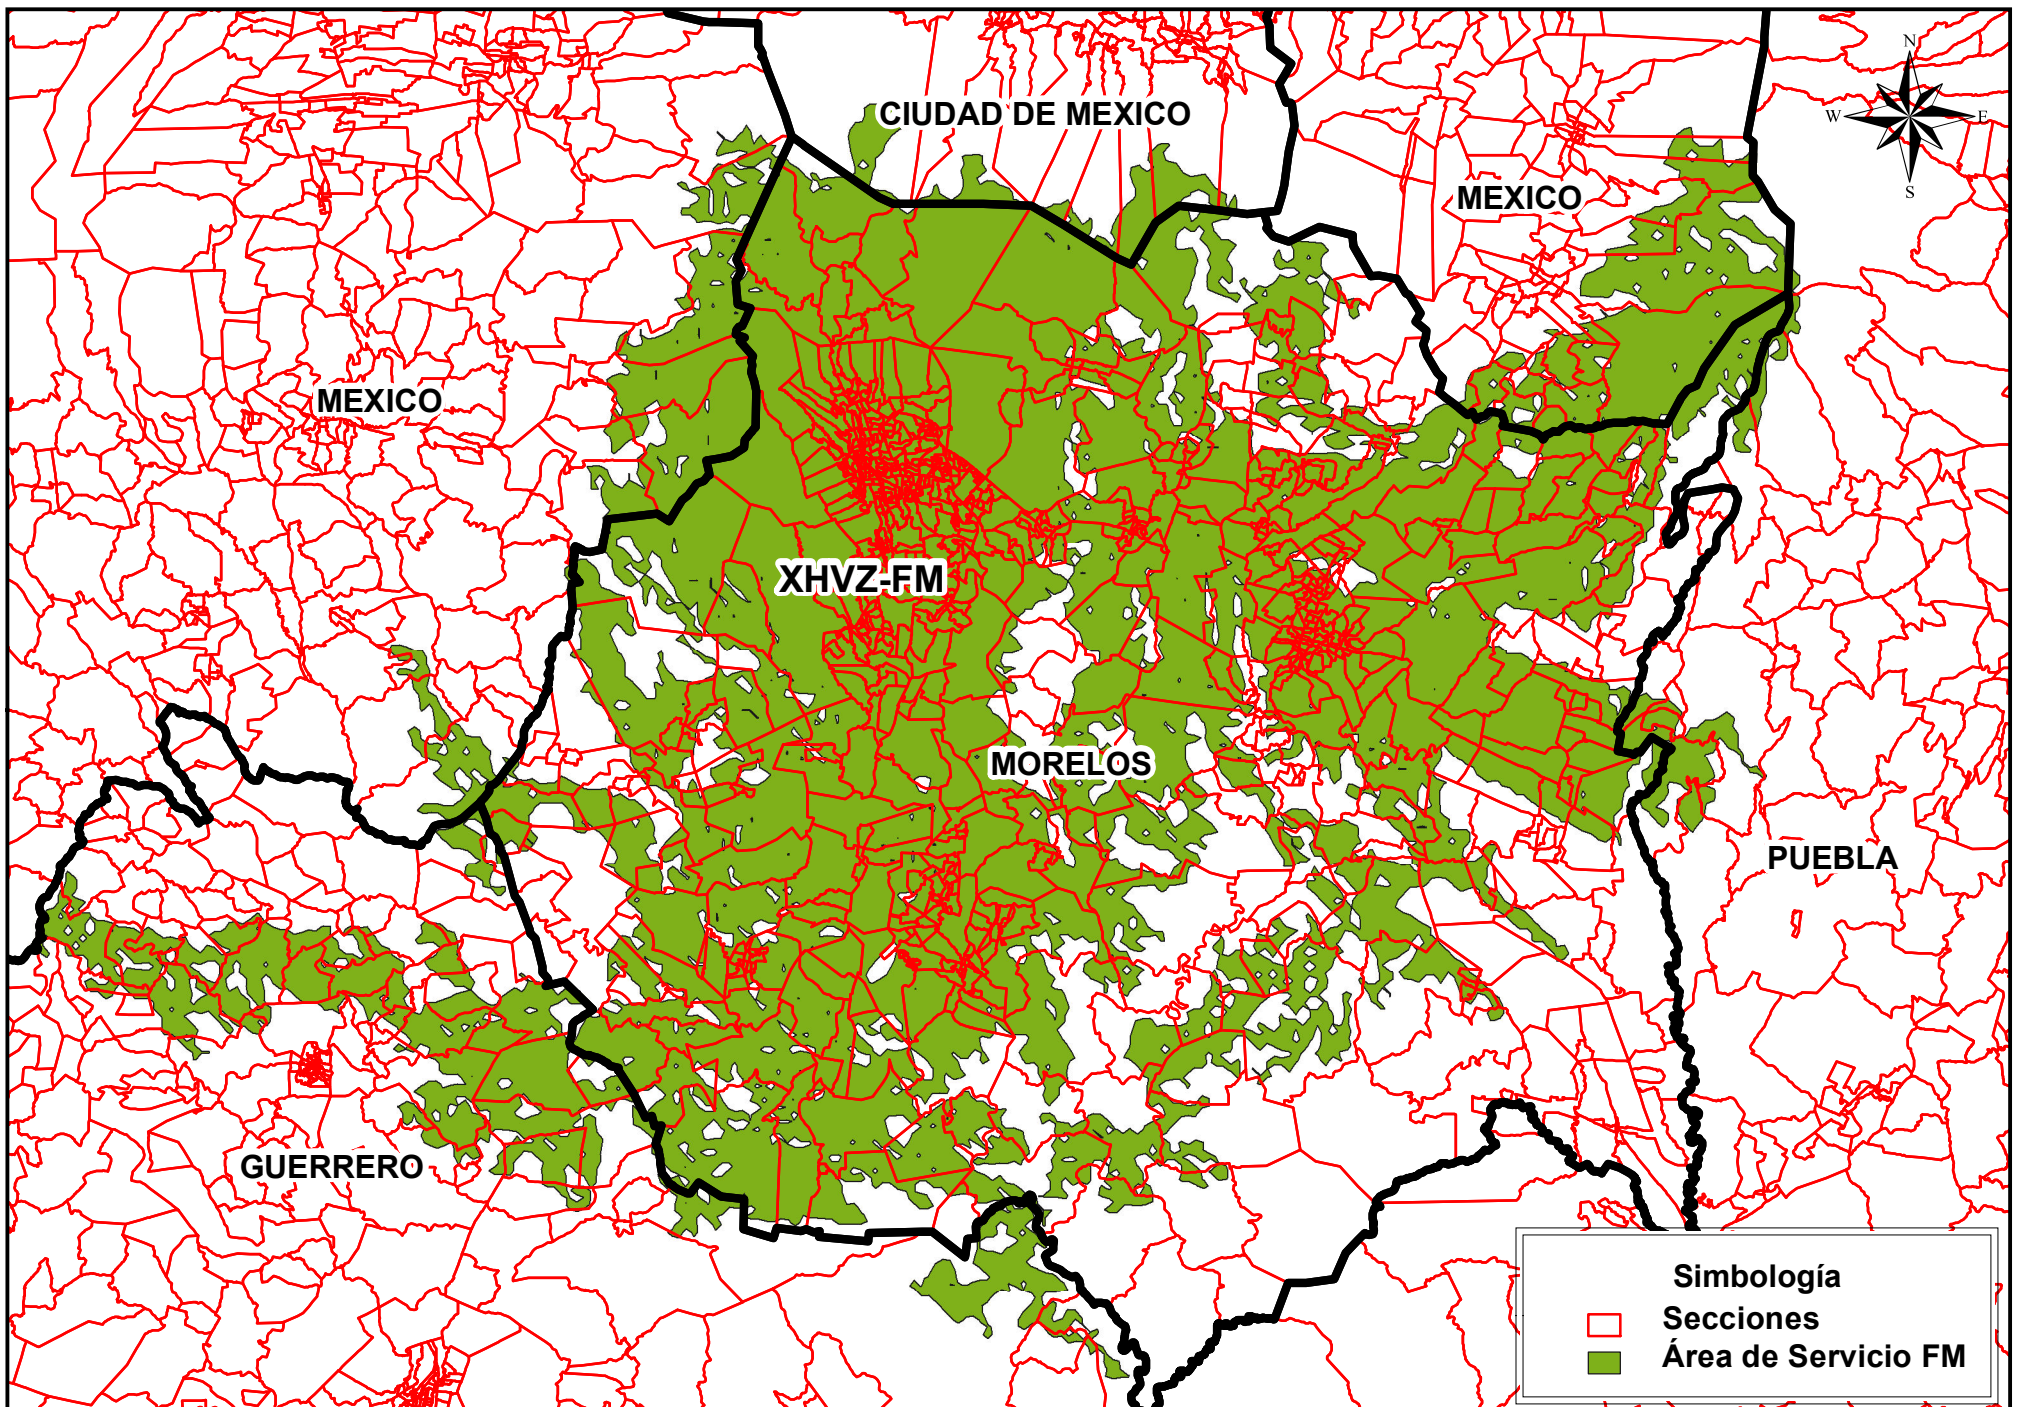 N
CIUDAD DE MEXICO
W
E
S
MEXICO
MEXICO
XHVZ-FM
MORELOS
PUEBLA
GUERRERO
Simbología
Secciones
Área de Servicio FM